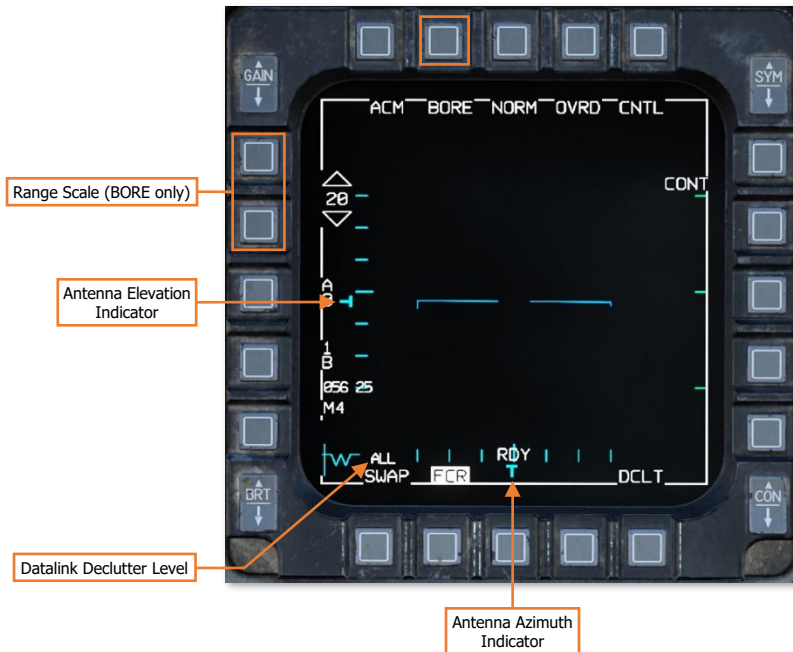 GAIN
SYM
ACM BORE NORM OVRD CNTL
Range Scale (BORE only)
CONT
20
Antenna Elevation
Indicator
A
1
B
056 25
M4
ALL
RDY
SWAP FCR DCLT
BRT
CON
Datalink Declutter Level
Antenna Azimuth
Indicator